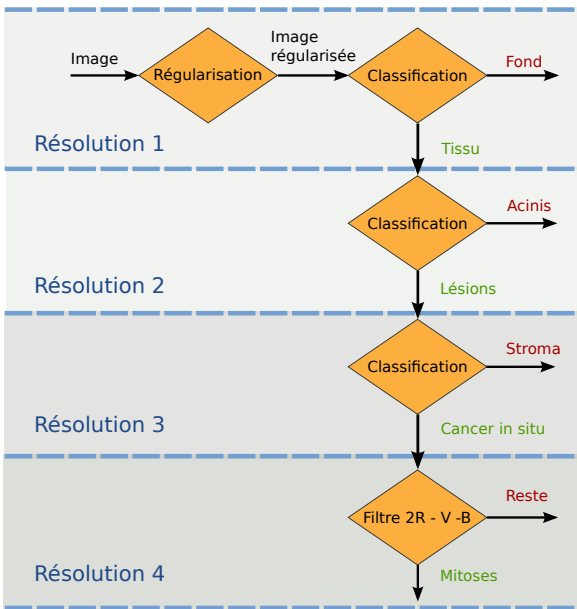 Image
Régularisation
Image
régularisée
Classification
Fond
Résolution 1
Tissu
Classification
Acinis
Résolution 2
Lésions
Classification
Stroma
Résolution 3
Cancer in situ
Filtre 2R - V -B
Reste
Résolution 4
Mitoses